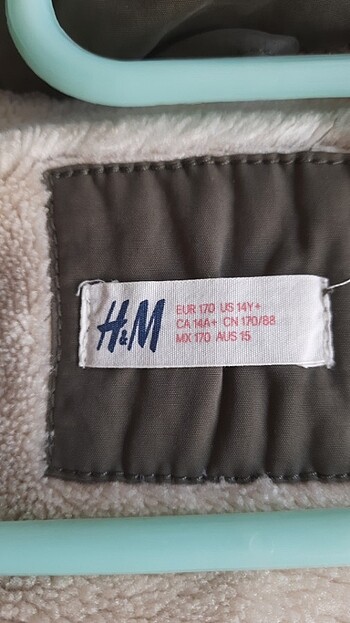 H&M
EUR 170 US 14Y+
CA 14A+ CN 170/88
MX 170 AUS 15